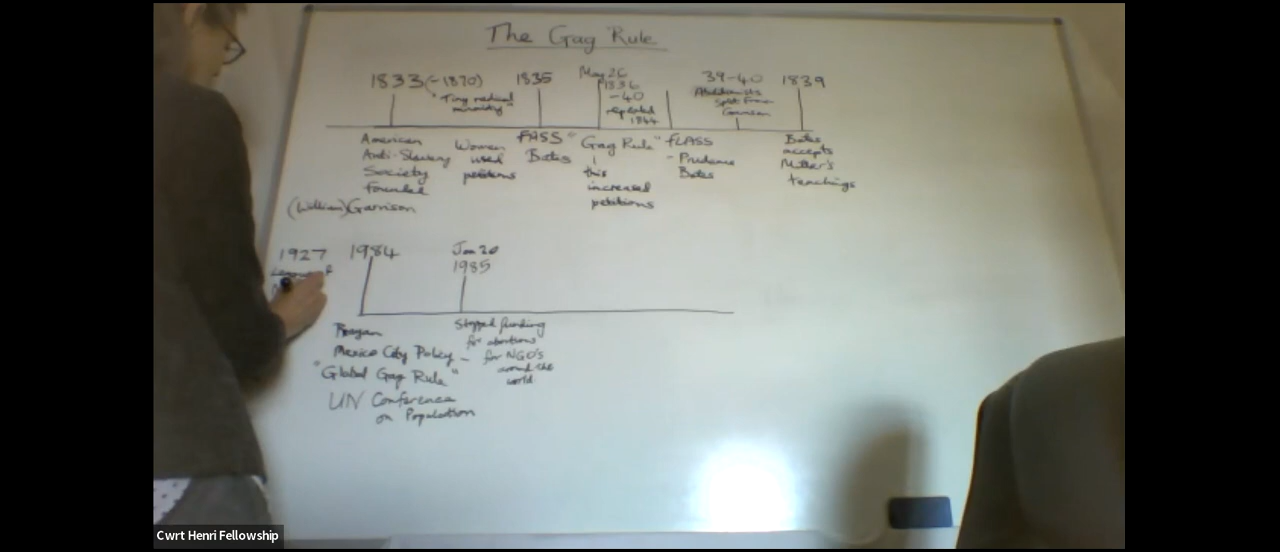 The Gag Rule
1833 (-1870)
"Tiny radical
minority"
1835
May 26
1836
-40
repeated
1844
39-40
Abolitionists
split from
Garrison
1839
American
Anti-Slavery
Society
founded
(William) Garrison
Women
used
petitions
FASS
Bates
"Gag Rule"
this
increased
petitions
FLASS
- Prudence
Bates
Bates
accepts
Miller's
teachings
1927
1984
Jan 20
1985
Reagan
Mexico City Policy -
"Global Gag Rule"
UN Conference
on Population
Stopped funding
for abortions
for NGO's
around the
world
Cwrt Henri Fellowship